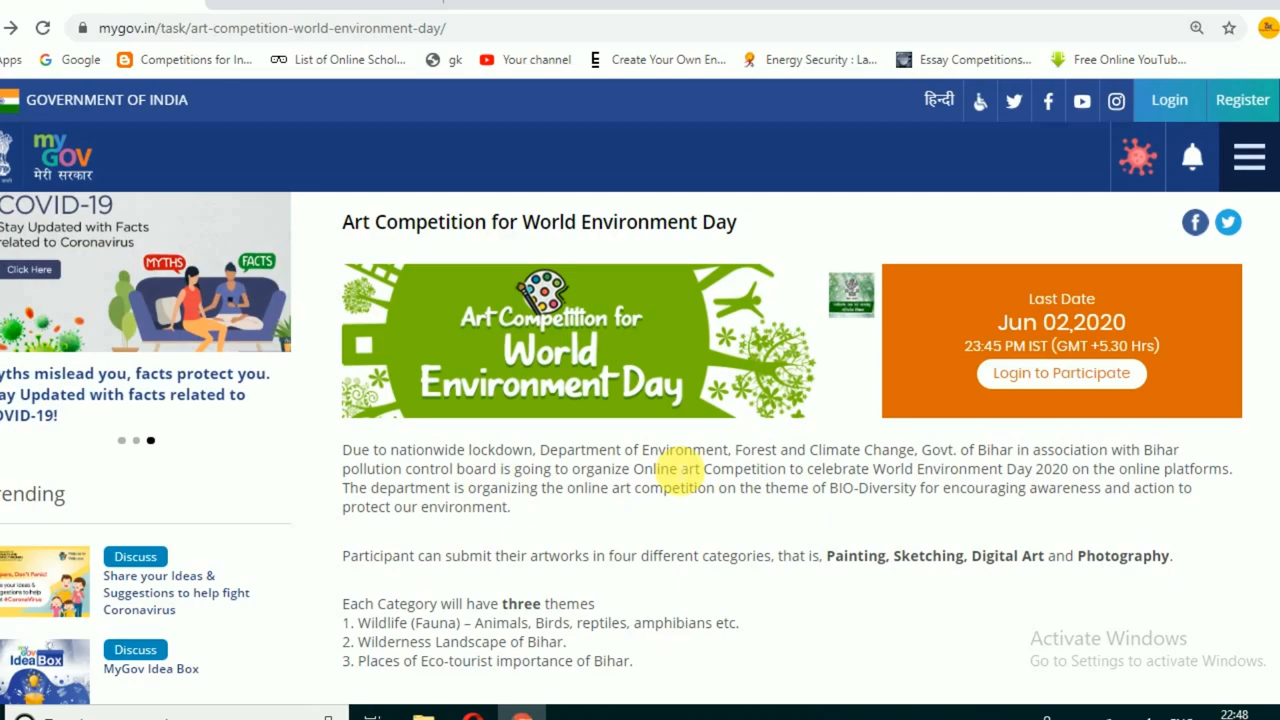 mygov.in/task/art-competition-world-environment-day/
Google
Competitions for In...
List of Online Schol...
gk
Your channel
Create Your Own En...
Energy Security : La...
Essay Competitions...
Free Online YouTub...
GOVERNMENT OF INDIA
हिन्दी
Login
Register
my
GOV
मेरी सरकार
COVID-19
Stay Updated with Facts
related to Coronavirus
Click Here
MYTHS
FACTS
yths mislead you, facts protect you.
ay Updated with facts related to
OVID-19!
rending
Discuss
Share your Ideas &
Suggestions to help fight
Coronavirus
Idea Box
Discuss
MyGov Idea Box
Art Competition for World Environment Day
Art Competition for
World
Environment Day
Last Date
Jun 02,2020
23:45 PM IST (GMT +5.30 Hrs)
Login to Participate
Due to nationwide lockdown, Department of Environment, Forest and Climate Change, Govt. of Bihar in association with Bihar
pollution control board is going to organize Online art Competition to celebrate World Environment Day 2020 on the online platforms.
The department is organizing the online art competition on the theme of BIO-Diversity for encouraging awareness and action to
protect our environment.
Participant can submit their artworks in four different categories, that is, Painting, Sketching, Digital Art and Photography.
Each Category will have three themes
1. Wildlife (Fauna) – Animals, Birds, reptiles, amphibians etc.
2. Wilderness Landscape of Bihar.
3. Places of Eco-tourist importance of Bihar.
Activate Windows
Go to Settings to activate Windows.
22:48